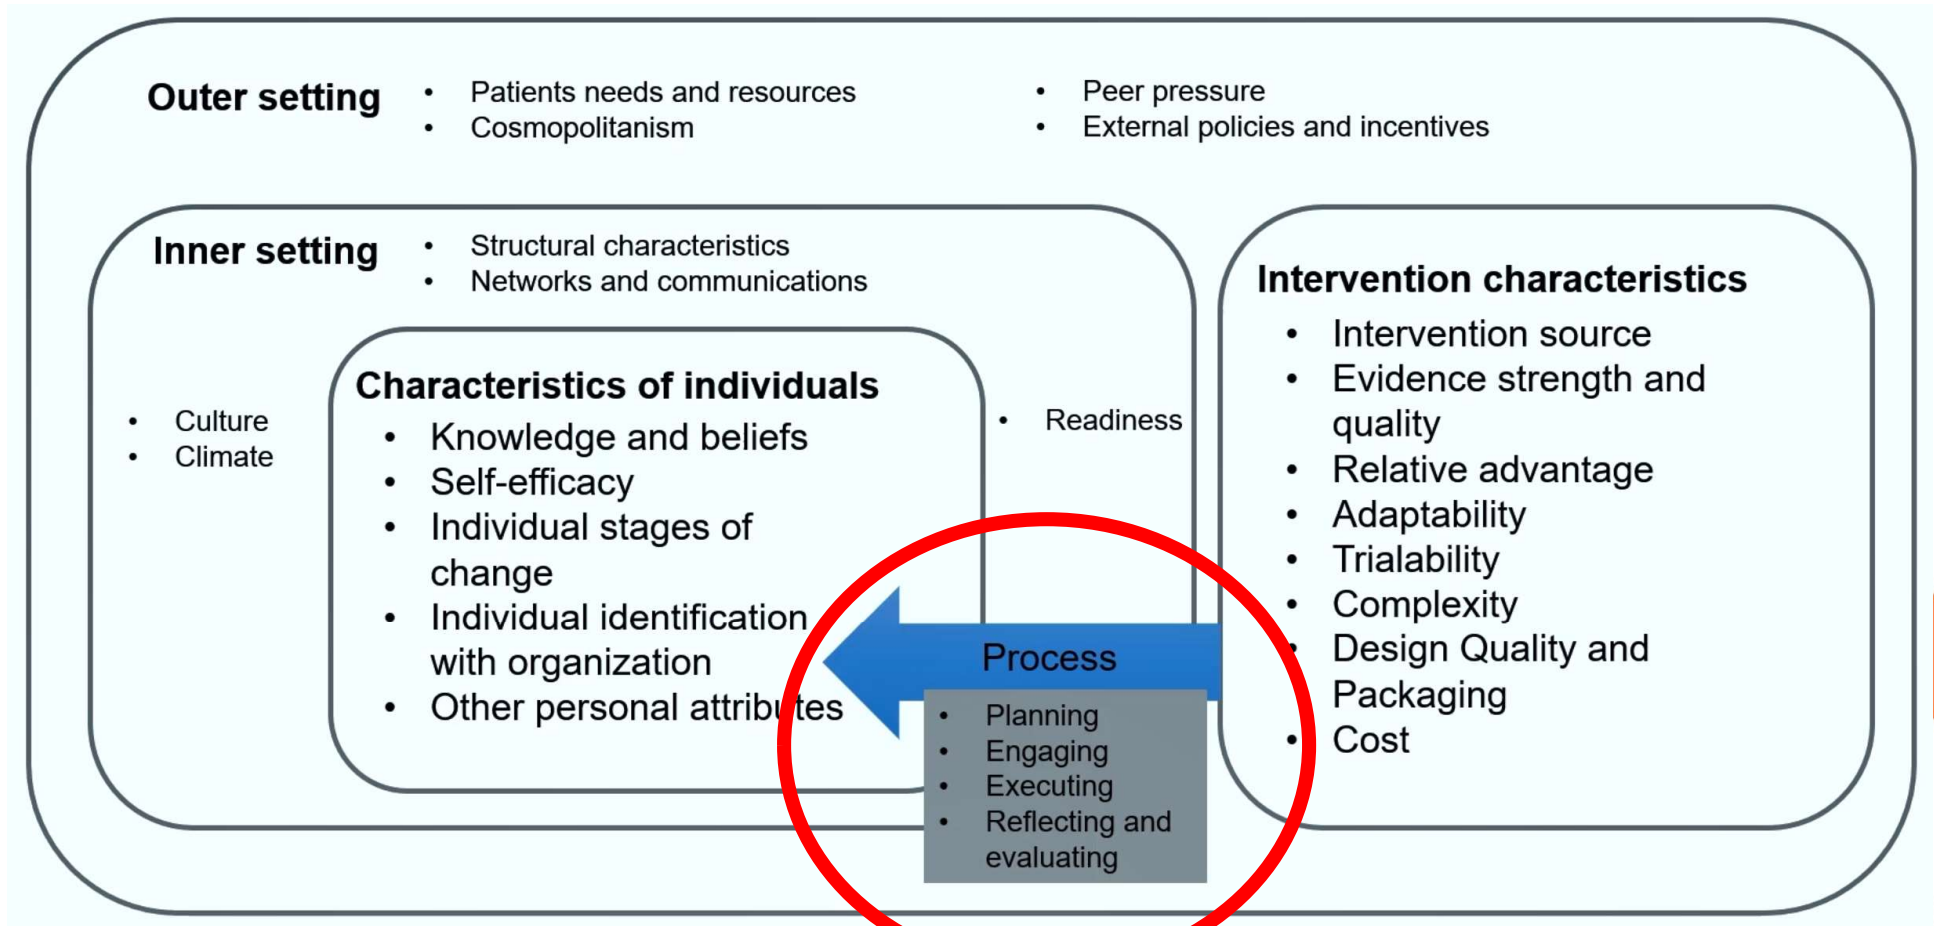 Outer setting
Patients needs and resources
Cosmopolitanism
Peer pressure
External policies and incentives
Inner setting
Structural characteristics
Networks and communications
Culture
Climate
Characteristics of individuals
Knowledge and beliefs
Self-efficacy
Individual stages of
change
Individual identification
with organization
Other personal attributes
Readiness
Process
Planning
Engaging
Executing
Reflecting and
evaluating
Intervention characteristics
Intervention source
Evidence strength and
quality
Relative advantage
Adaptability
Trialability
Complexity
Design Quality and
Packaging
Cost